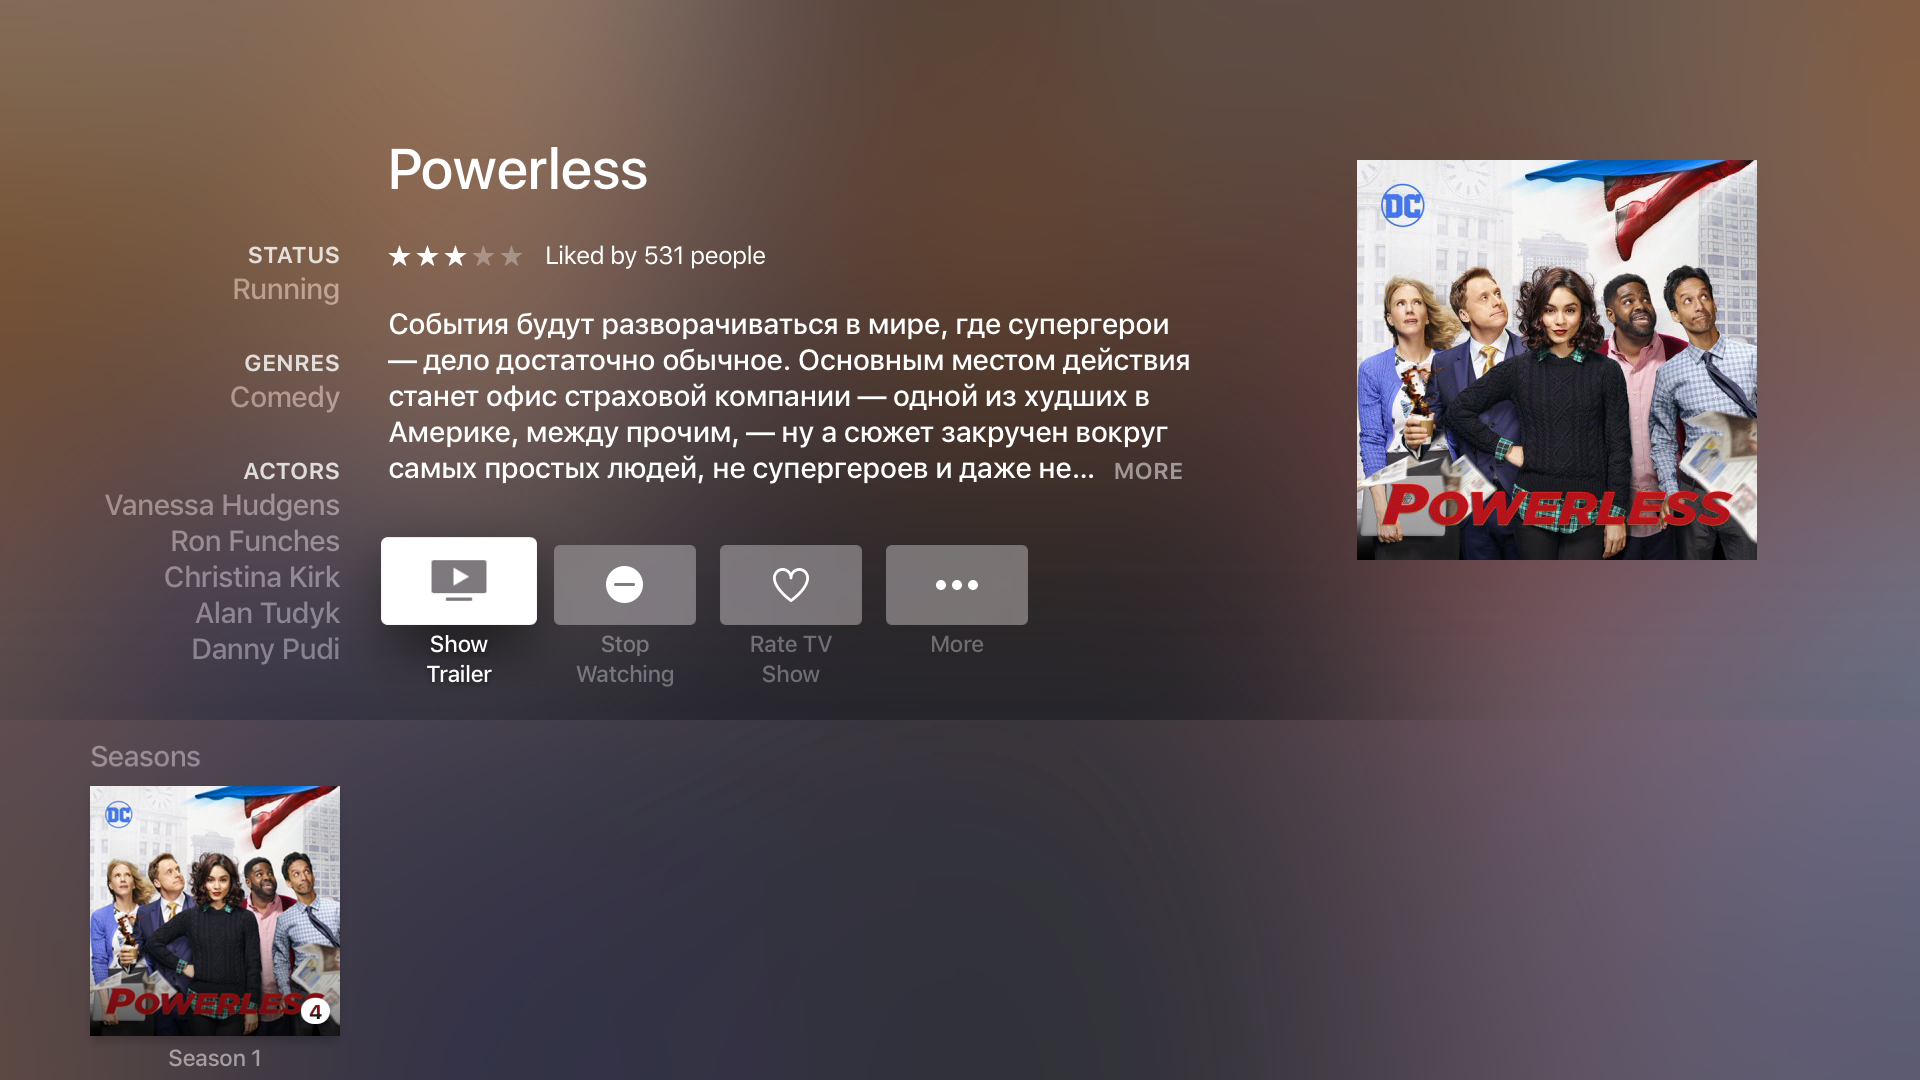 Powerless
STATUS
Running
GENRES
Comedy
ACTORS
Vanessa Hudgens
Ron Funches
Christina Kirk
Alan Tudyk
Danny Pudi
Liked by 531 people
События будут разворачиваться в мире, где супергерои
— дело достаточно обычное. Основным местом действия
станет офис страховой компании — одной из худших в
Америке, между прочим, — ну а сюжет закручен вокруг
самых простых людей, не супергероев и даже не... MORE
Show
Trailer
Stop
Watching
Rate TV
Show
More
DC
POWERLESS
Seasons
DC
POWERLESS
4
Season 1